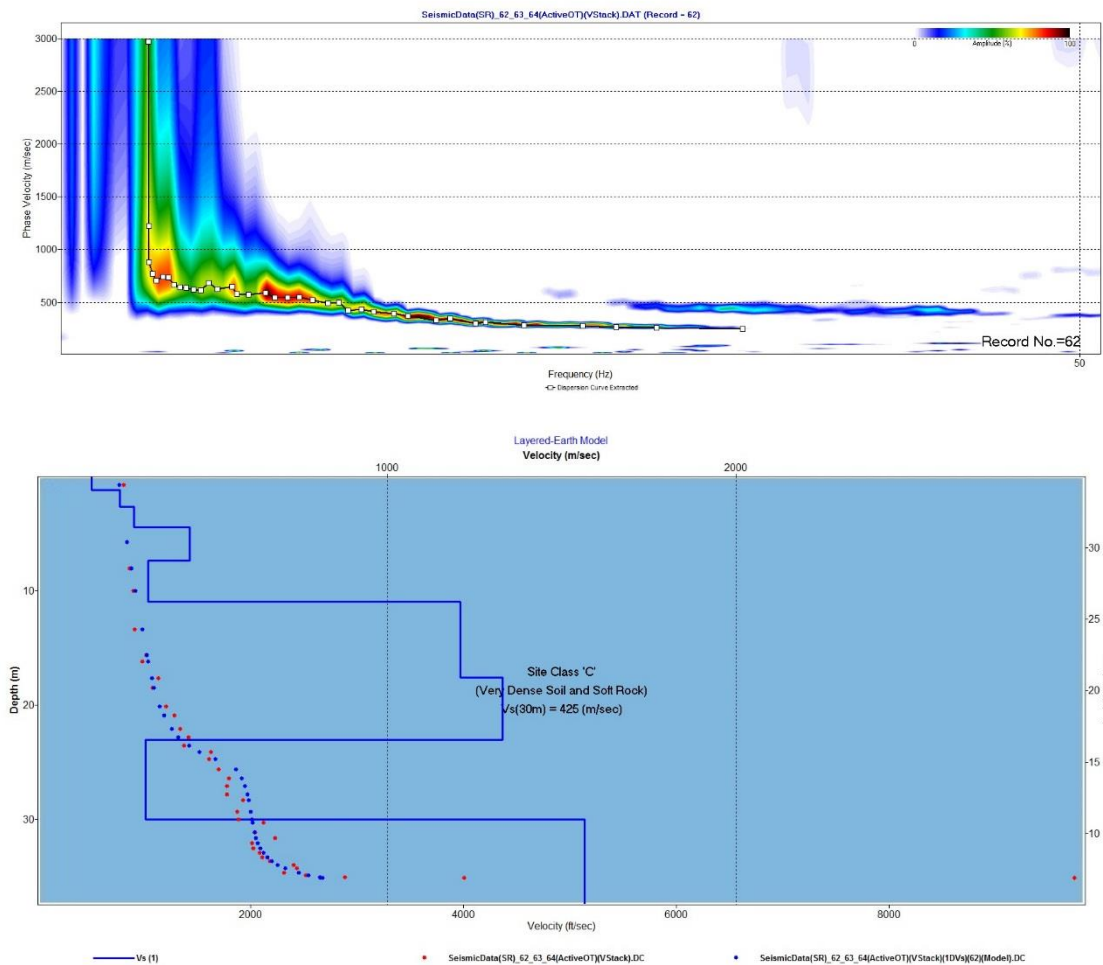 SeismicData(SR)_62_63_64(ActiveOT)(VStack).DAT (Record = 62)
3000
0
Amplitude (%)
100
2500
2000
Phase Velocity (m/sec)
1500
1000
500
Record No.=62
Frequency (Hz)
50
Dispersion Curve Extracted
Layered-Earth Model
Velocity (m/sec)
1000
2000
30
10
25
Site Class 'C'
(Very Dense Soil and Soft Rock)
Vs(30m) = 425 (m/sec)
Depth (m)
20
20
15
30
10
2000
4000
6000
8000
Velocity (ft/sec)
Vs (1)
SeismicData(SR)_62_63_64(ActiveOT)(VStack).DC
SeismicData(SR)_62_63_64(ActiveOT)(VStack)(1DVs)(62)(Model).DC